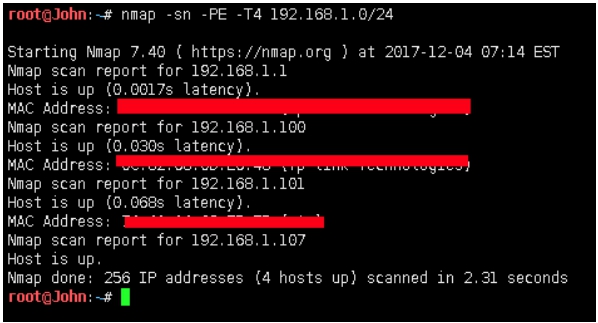 root@John:~# nmap -sn -PE -T4 192.168.1.0/24
Starting Nmap 7.40 ( https://nmap.org ) at 2017-12-04 07:14 EST
Nmap scan report for 192.168.1.1
Host is up (0.0017s latency).
MAC Address:
Nmap scan report for 192.168.1.100
Host is up (0.030s latency).
MAC Address:
Nmap scan report for 192.168.1.101
Host is up (0.068s latency).
MAC Address:
Nmap scan report for 192.168.1.107
Host is up.
Nmap done: 256 IP addresses (4 hosts up) scanned in 2.31 seconds
root@John:~#